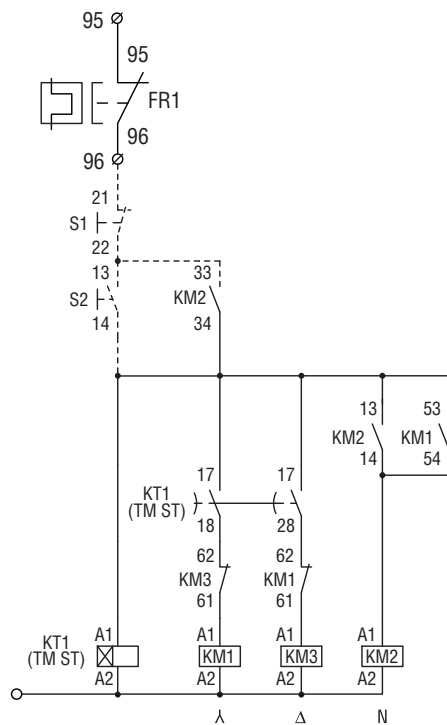 95
95
FR1
96
96
21
S1
22
13 33
S2 KM2
14 34
13 53
KM2 KM1
14 54
17 17
KT1
(TM ST)
18 28
62 62
KM3 KM1
61 61
A1 A1 A1 A1
KT1
(TM ST) KM1 KM3 KM2
A2 A2 A2 A2
⅄ Δ N